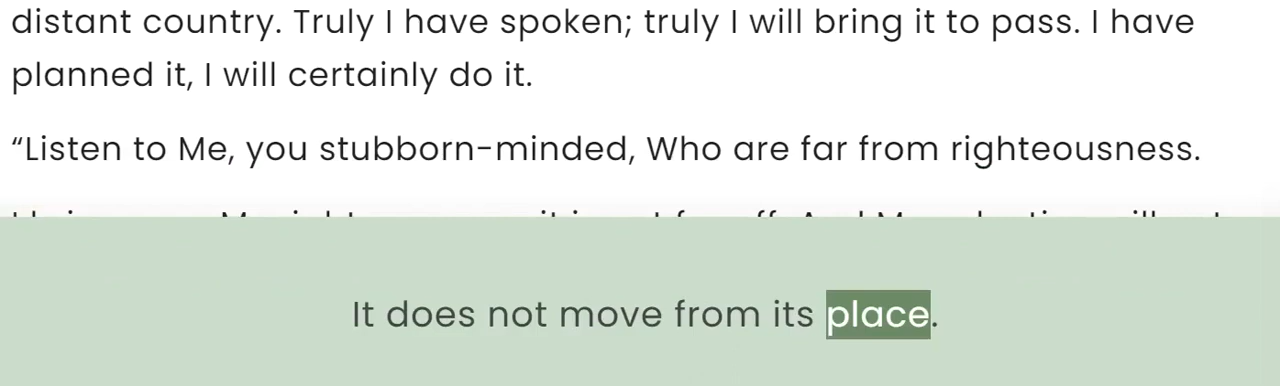 distant country. Truly I have spoken; truly I will bring it to pass. I have
planned it, I will certainly do it.
“Listen to Me, you stubborn-minded, Who are far from righteousness.
It does not move from its place.